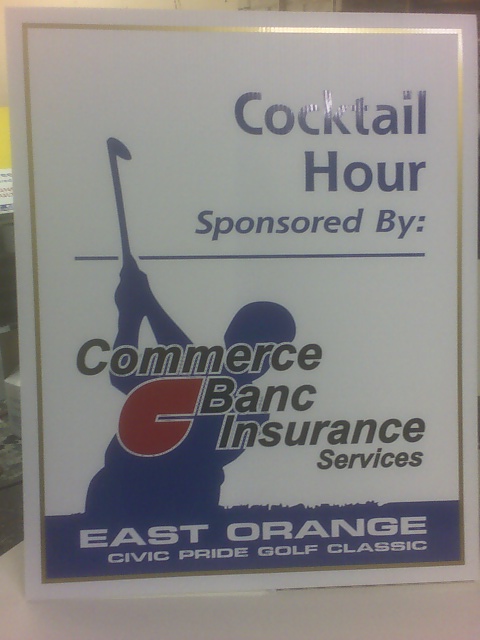 Cocktail
Hour
Sponsored By:
Commerce
Banc
Insurance
Services
EAST ORANGE
CIVIC PRIDE GOLF CLASSIC